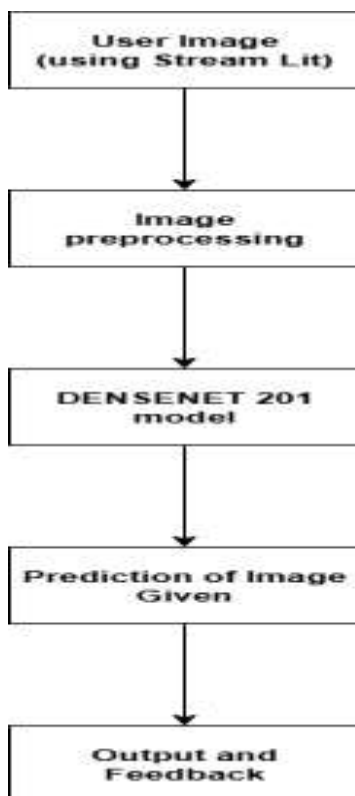 User Image
(using Stream Lit)
Image
preprocessing
DENSENET 201
model
Prediction of Image
Given
Output and
Feedback